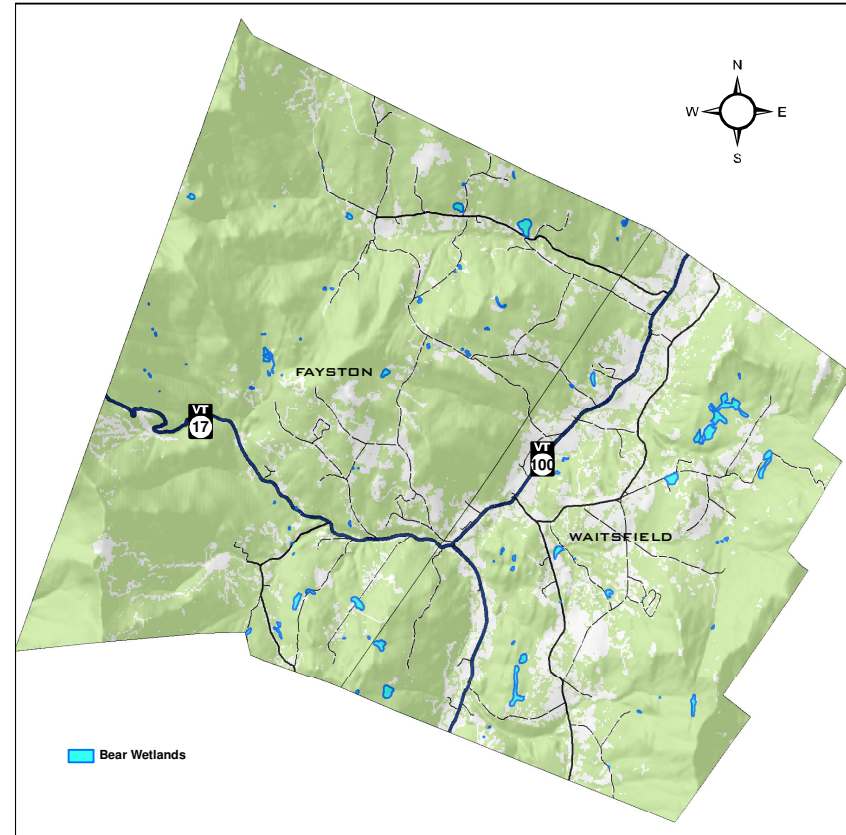 N
W E
S
FAYSTON
VT
17
VT
100
WAITSFIELD
Bear Wetlands